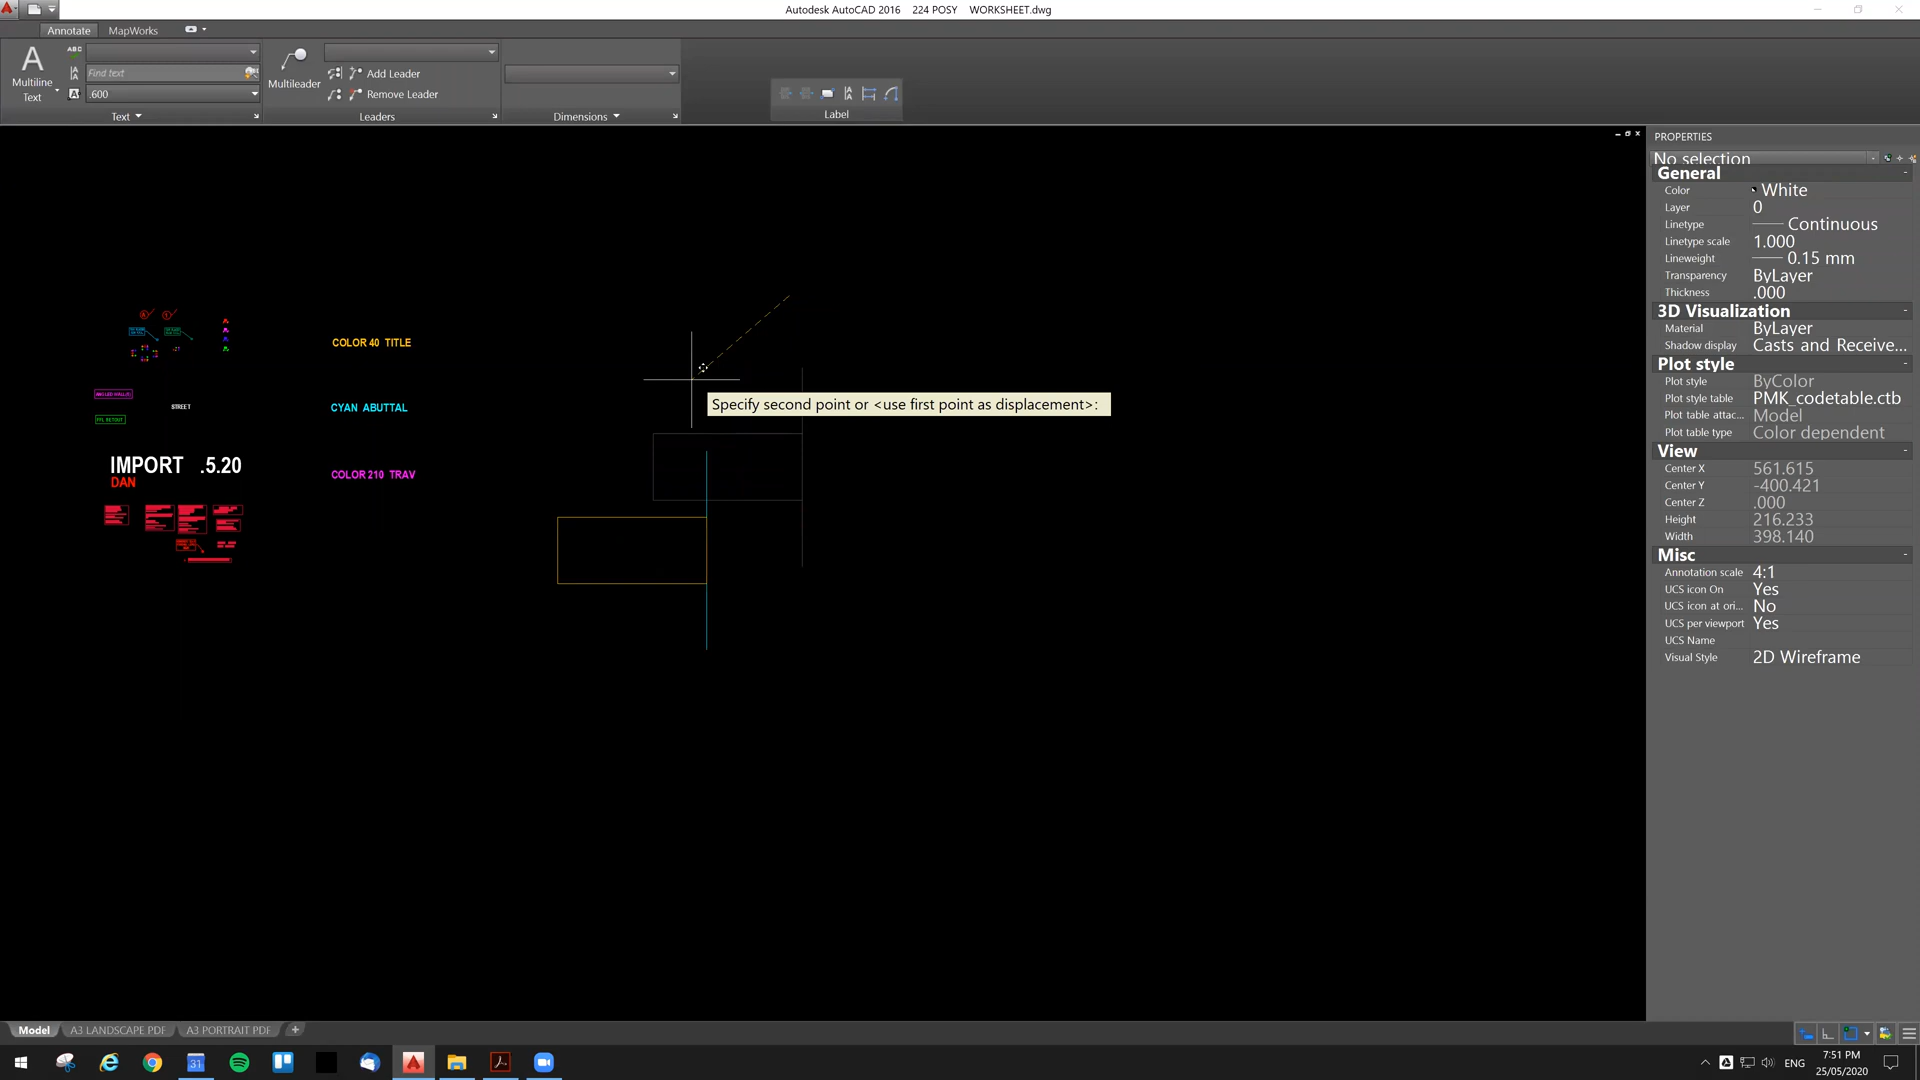 Autodesk AutoCAD 2016 224 POSY WORKSHEET.dwg
Annotate MapWorks
A
Multiline
Text
ABC
Find text
A
.600
Text
Multileader
Add Leader
Remove Leader
Leaders
Dimensions
Label
COLOR 40 TITLE
CYAN ABUTTAL
COLOR 210 TRAV
STREET
IMPORT .5.20
DAN
Specify second point or <use first point as displacement>:
PROPERTIES
No selection
General
Color White
Layer 0
Linetype Continuous
Linetype scale 1.000
Lineweight 0.15 mm
Transparency ByLayer
Thickness .000
3D Visualization
Material ByLayer
Shadow display Casts and Receive...
Plot style
Plot style ByColor
Plot style table PMK_codetable.ctb
Plot table attac... Model
Plot table type Color dependent
View
Center X 561.615
Center Y -400.421
Center Z .000
Height 216.233
Width 398.140
Misc
Annotation scale 4:1
UCS icon On Yes
UCS icon at ori... No
UCS per viewport Yes
UCS Name
Visual Style 2D Wireframe
Model A3 LANDSCAPE PDF A3 PORTRAIT PDF +
31
ENG
7:51 PM
25/05/2020